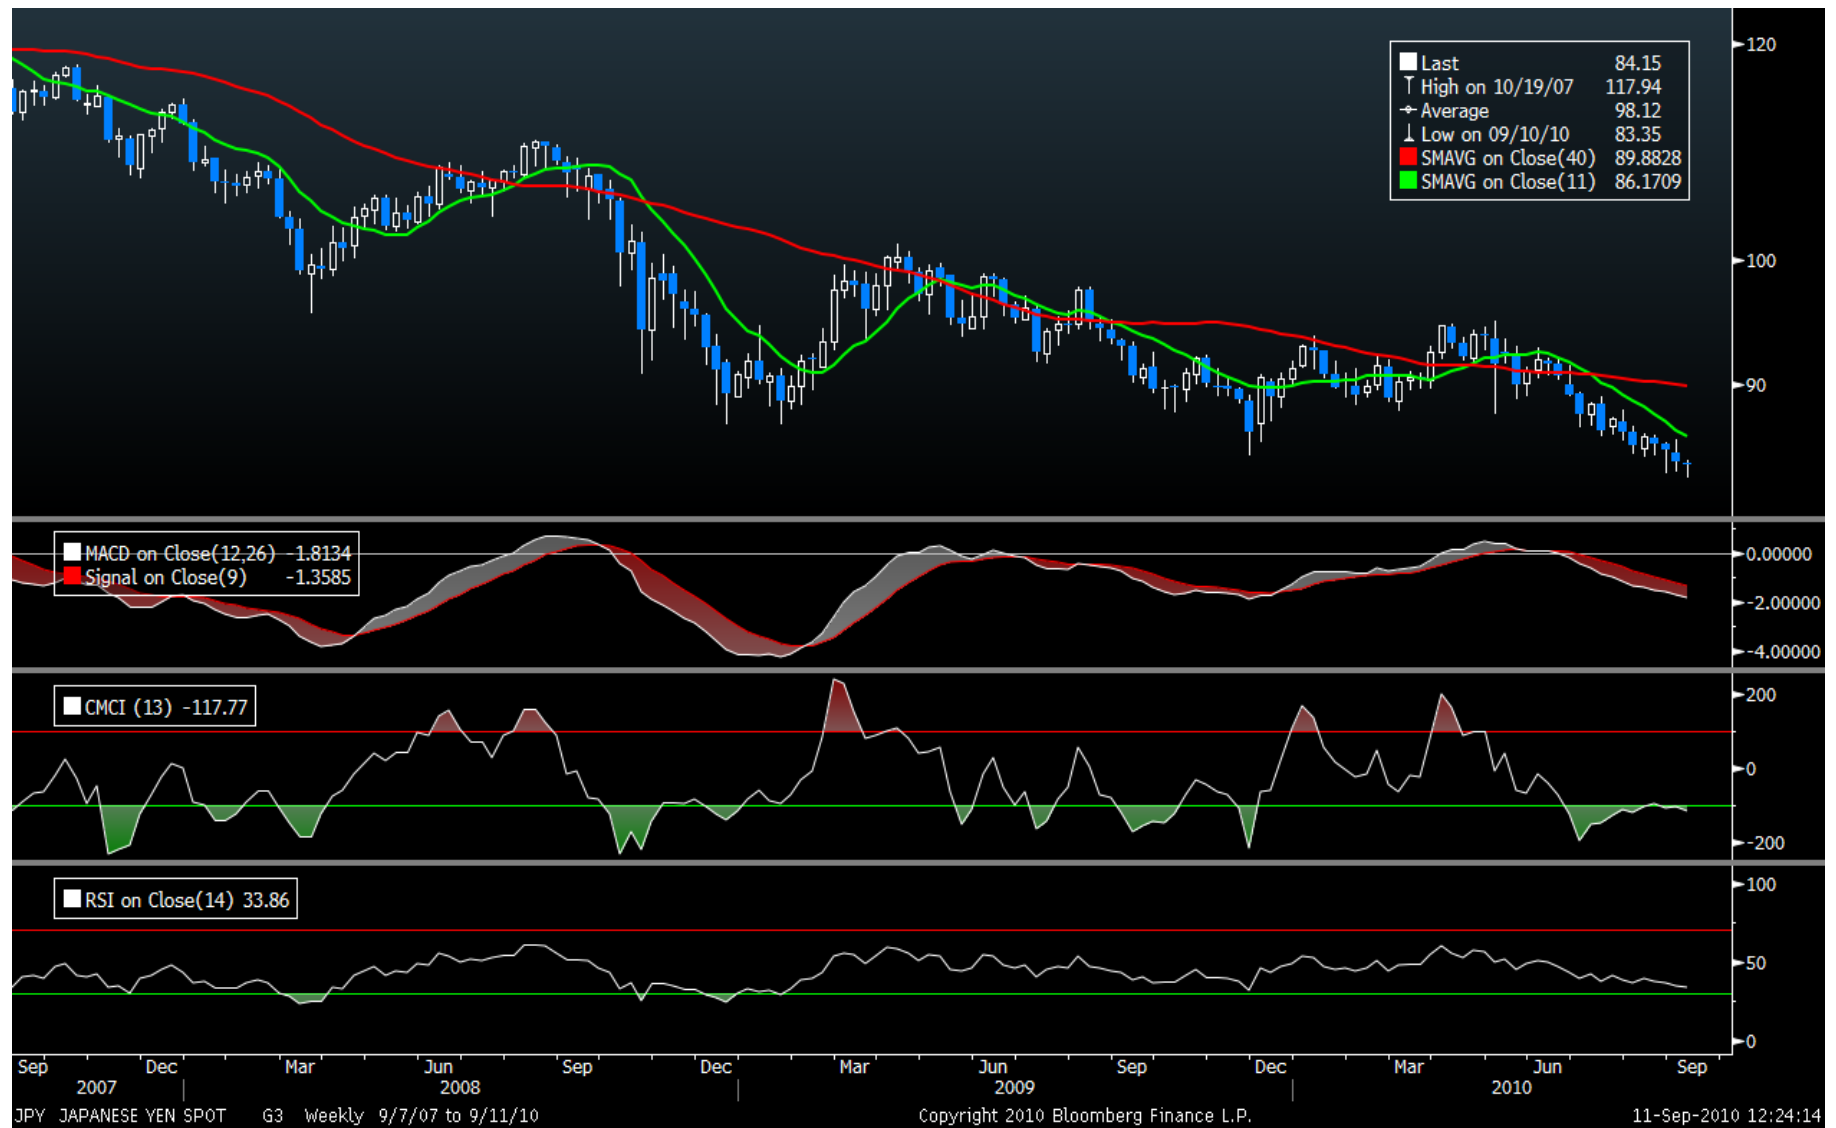 120
Last 84.15
High on 10/19/07 117.94
Average 98.12
Low on 09/10/10 83.35
SMAVG on Close(40) 89.8828
SMAVG on Close(11) 86.1709
100
90
MACD on Close(12,26) -1.8134
Signal on Close(9) -1.3585
0.00000
-2.00000
-4.00000
CMCI (13) -117.77
200
0
-200
RSI on Close(14) 33.86
100
50
0
Sep Dec Mar Jun Sep Dec Mar Jun Sep Dec Mar Jun Sep
2007 2008 2009 2010
JPY JAPANESE YEN SPOT G3 Weekly 9/7/07 to 9/11/10 Copyright 2010 Bloomberg Finance L.P. 11-Sep-2010 12:24:14